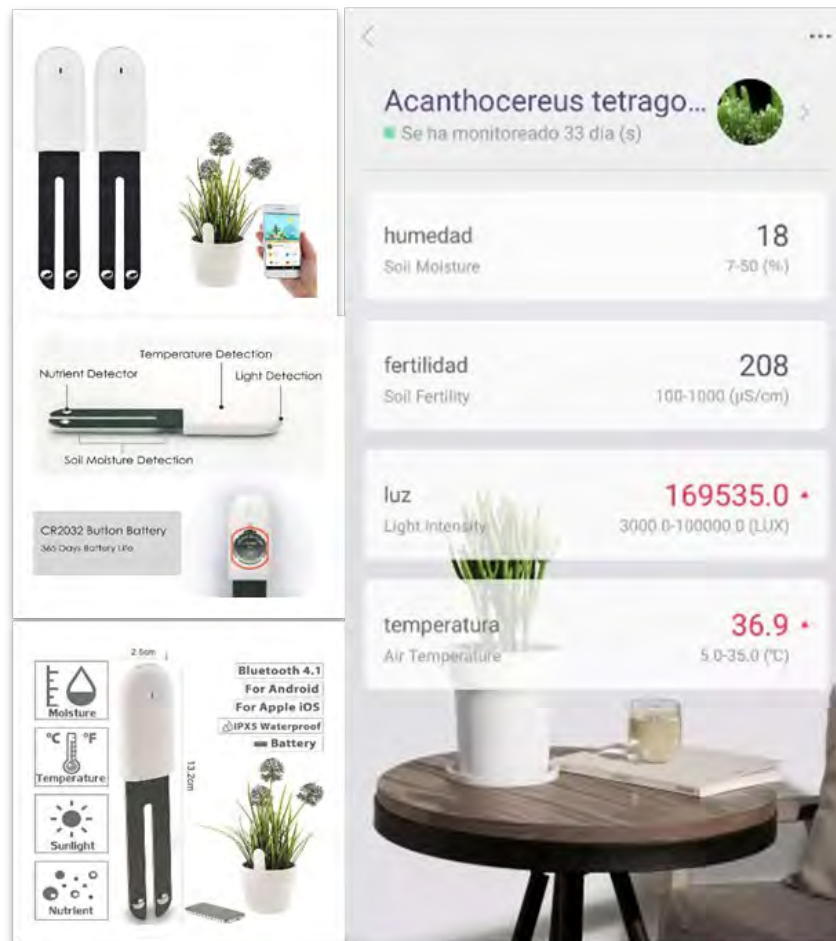 Temperature Detection
Nutrient Detector
Light Detection
Soil Moisture Detection
CR2032 Button Battery
365 Days Battery Life
2.5cm
13.2cm
Moisture
°C °F
Temperature
Sunlight
Nutrient
Bluetooth 4.1
For Android
For Apple iOS
IPX5 Waterproof
Battery
Acanthocereus tetrago...
Se ha monitoreado 33 día (s)
humedad 18
Soil Moisture 7-50 (%)
fertilidad 208
Soil Fertility 100-1000 (µS/cm)
luz 169535.0
Light Intensity 3000.0-100000.0 (LUX)
temperatura 36.9
Air Temperature 5.0-35.0 (°C)